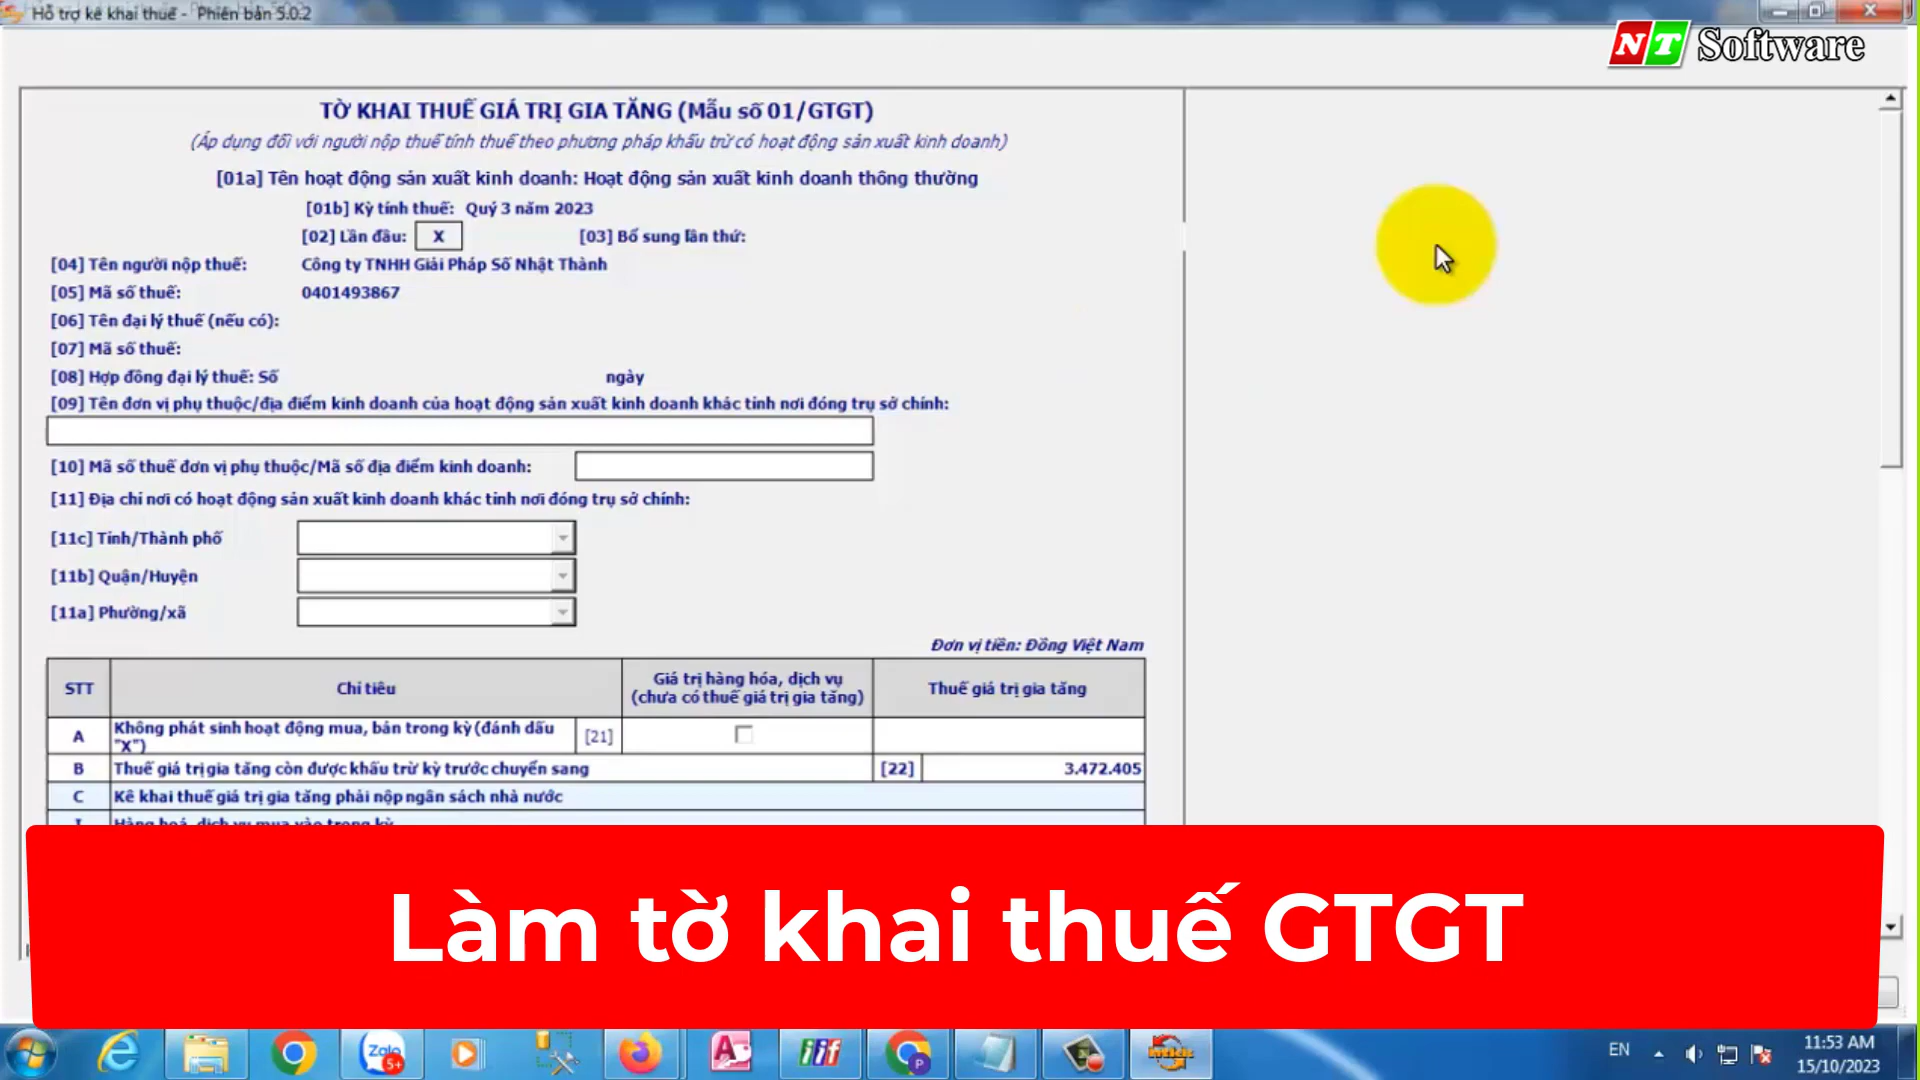 Hỗ trợ kê khai thuế - Phiên bản 5.0.2
NT Software
TỜ KHAI THUẾ GIÁ TRỊ GIA TĂNG (Mẫu số 01/GTGT)
(Áp dụng đối với người nộp thuế tính thuế theo phương pháp khấu trừ có hoạt động sản xuất kinh doanh)
[01a] Tên hoạt động sản xuất kinh doanh: Hoạt động sản xuất kinh doanh thông thường
[01b] Kỳ tính thuế: Quý 3 năm 2023
[02] Lần đầu: X [03] Bổ sung lần thứ:
[04] Tên người nộp thuế: Công ty TNHH Giải Pháp Số Nhật Thành
[05] Mã số thuế: 0401493867
[06] Tên đại lý thuế (nếu có):
[07] Mã số thuế:
[08] Hợp đồng đại lý thuế: Số ngày
[09] Tên đơn vị phụ thuộc/địa điểm kinh doanh của hoạt động sản xuất kinh doanh khác tỉnh nơi đóng trụ sở chính:
[10] Mã số thuế đơn vị phụ thuộc/Mã số địa điểm kinh doanh:
[11] Địa chỉ nơi có hoạt động sản xuất kinh doanh khác tỉnh nơi đóng trụ sở chính:
[11c] Tỉnh/Thành phố
[11b] Quận/Huyện
[11a] Phường/xã
Đơn vị tiền: Đồng Việt Nam
STT Chỉ tiêu Giá trị hàng hóa, dịch vụ (chưa có thuế giá trị gia tăng) Thuế giá trị gia tăng
A Không phát sinh hoạt động mua, bán trong kỳ (đánh dấu "X") [21]
B Thuế giá trị gia tăng còn được khấu trừ kỳ trước chuyển sang [22] 3.472.405
C Kê khai thuế giá trị gia tăng phải nộp ngân sách nhà nước
I Hàng hoá, dịch vụ mua vào trong kỳ
Làm tờ khai thuế GTGT
Zalo 5+
P
EN
11:53 AM
15/10/2023